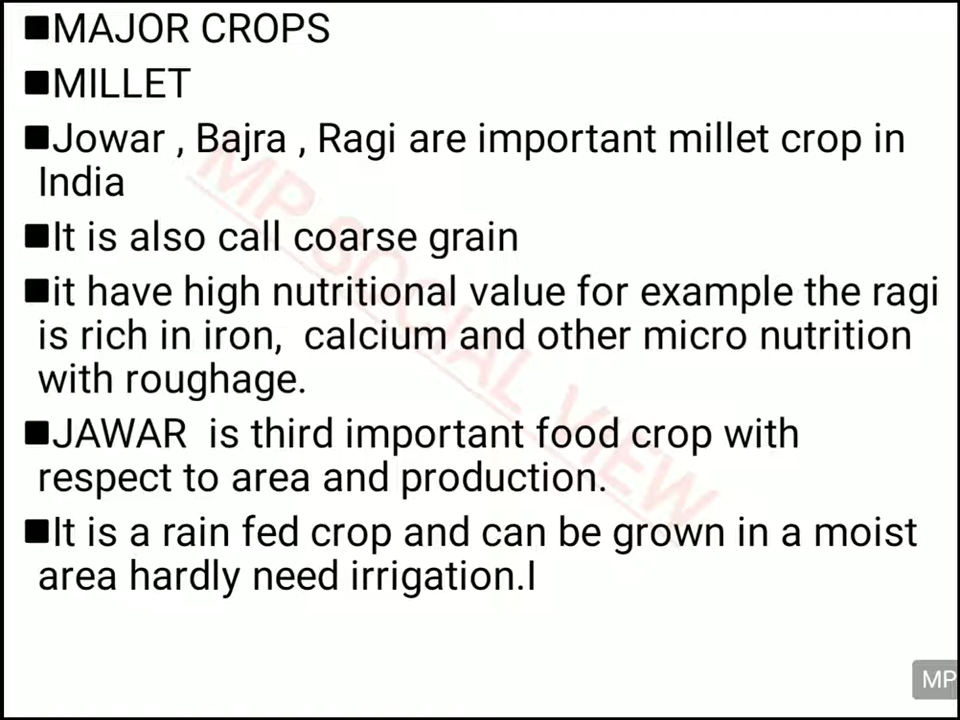 ■MAJOR CROPS
■MILLET
■Jowar , Bajra , Ragi are important millet crop in
India
■It is also call coarse grain
■it have high nutritional value for example the ragi
is rich in iron,  calcium and other micro nutrition
with roughage.
■JAWAR  is third important food crop with
respect to area and production.
■It is a rain fed crop and can be grown in a moist
area hardly need irrigation.I
MP SOCIAL VIEW
MP